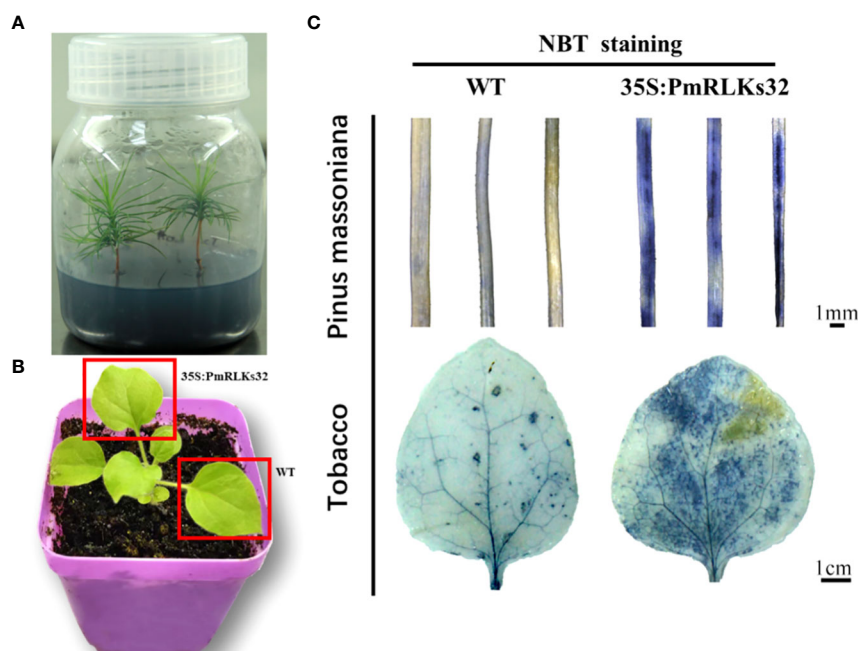 A
B
35S:PmRLKs32
WT
C
NBT staining
WT 35S:PmRLKs32
Pinus massoniana
1mm
Tobacco
1cm